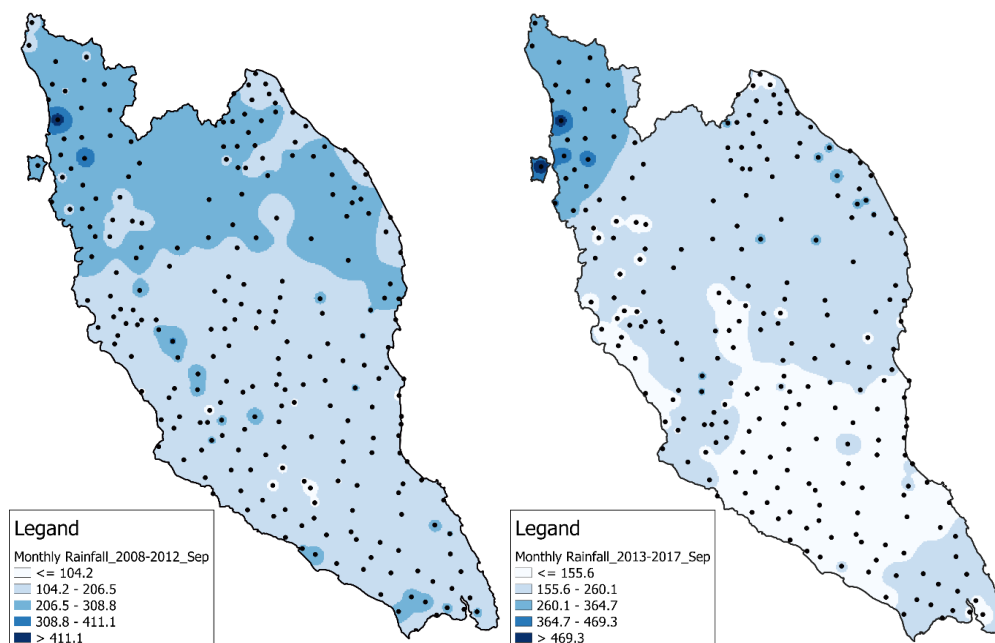 Legand
Monthly Rainfall_2008-2012_Sep
<= 104.2
104.2 - 206.5
206.5 - 308.8
308.8 - 411.1
> 411.1
Legand
Monthly Rainfall_2013-2017_Sep
<= 155.6
155.6 - 260.1
260.1 - 364.7
364.7 - 469.3
> 469.3